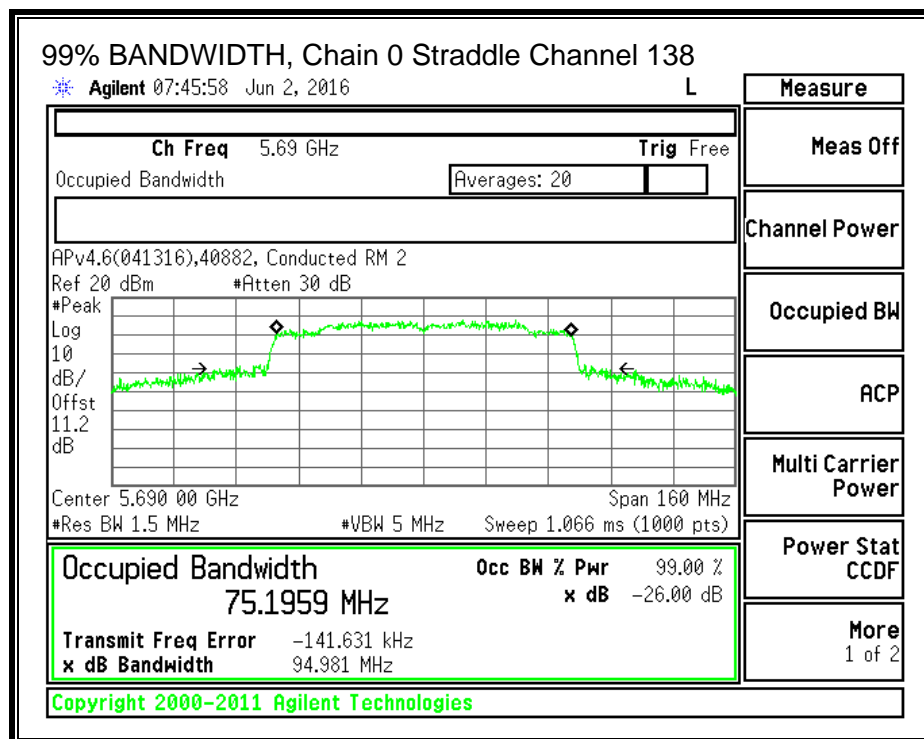 99% BANDWIDTH, Chain 0 Straddle Channel 138
Agilent 07:45:58 Jun 2, 2016 L
Measure
Ch Freq 5.69 GHz Trig Free
Occupied Bandwidth Averages: 20
APv4.6(041316),40882, Conducted RM 2
Ref 20 dBm #Atten 30 dB
#Peak
Log
10
dB/
Offst
11.2
dB
Center 5.690 00 GHz Span 160 MHz
#Res BW 1.5 MHz #VBW 5 MHz Sweep 1.066 ms (1000 pts)
Occupied Bandwidth Occ BW % Pwr 99.00 %
75.1959 MHz x dB -26.00 dB
Transmit Freq Error -141.631 kHz
x dB Bandwidth 94.981 MHz
Meas Off
Channel Power
Occupied BW
ACP
Multi Carrier
Power
Power Stat
CCDF
More
1 of 2
Copyright 2000-2011 Agilent Technologies